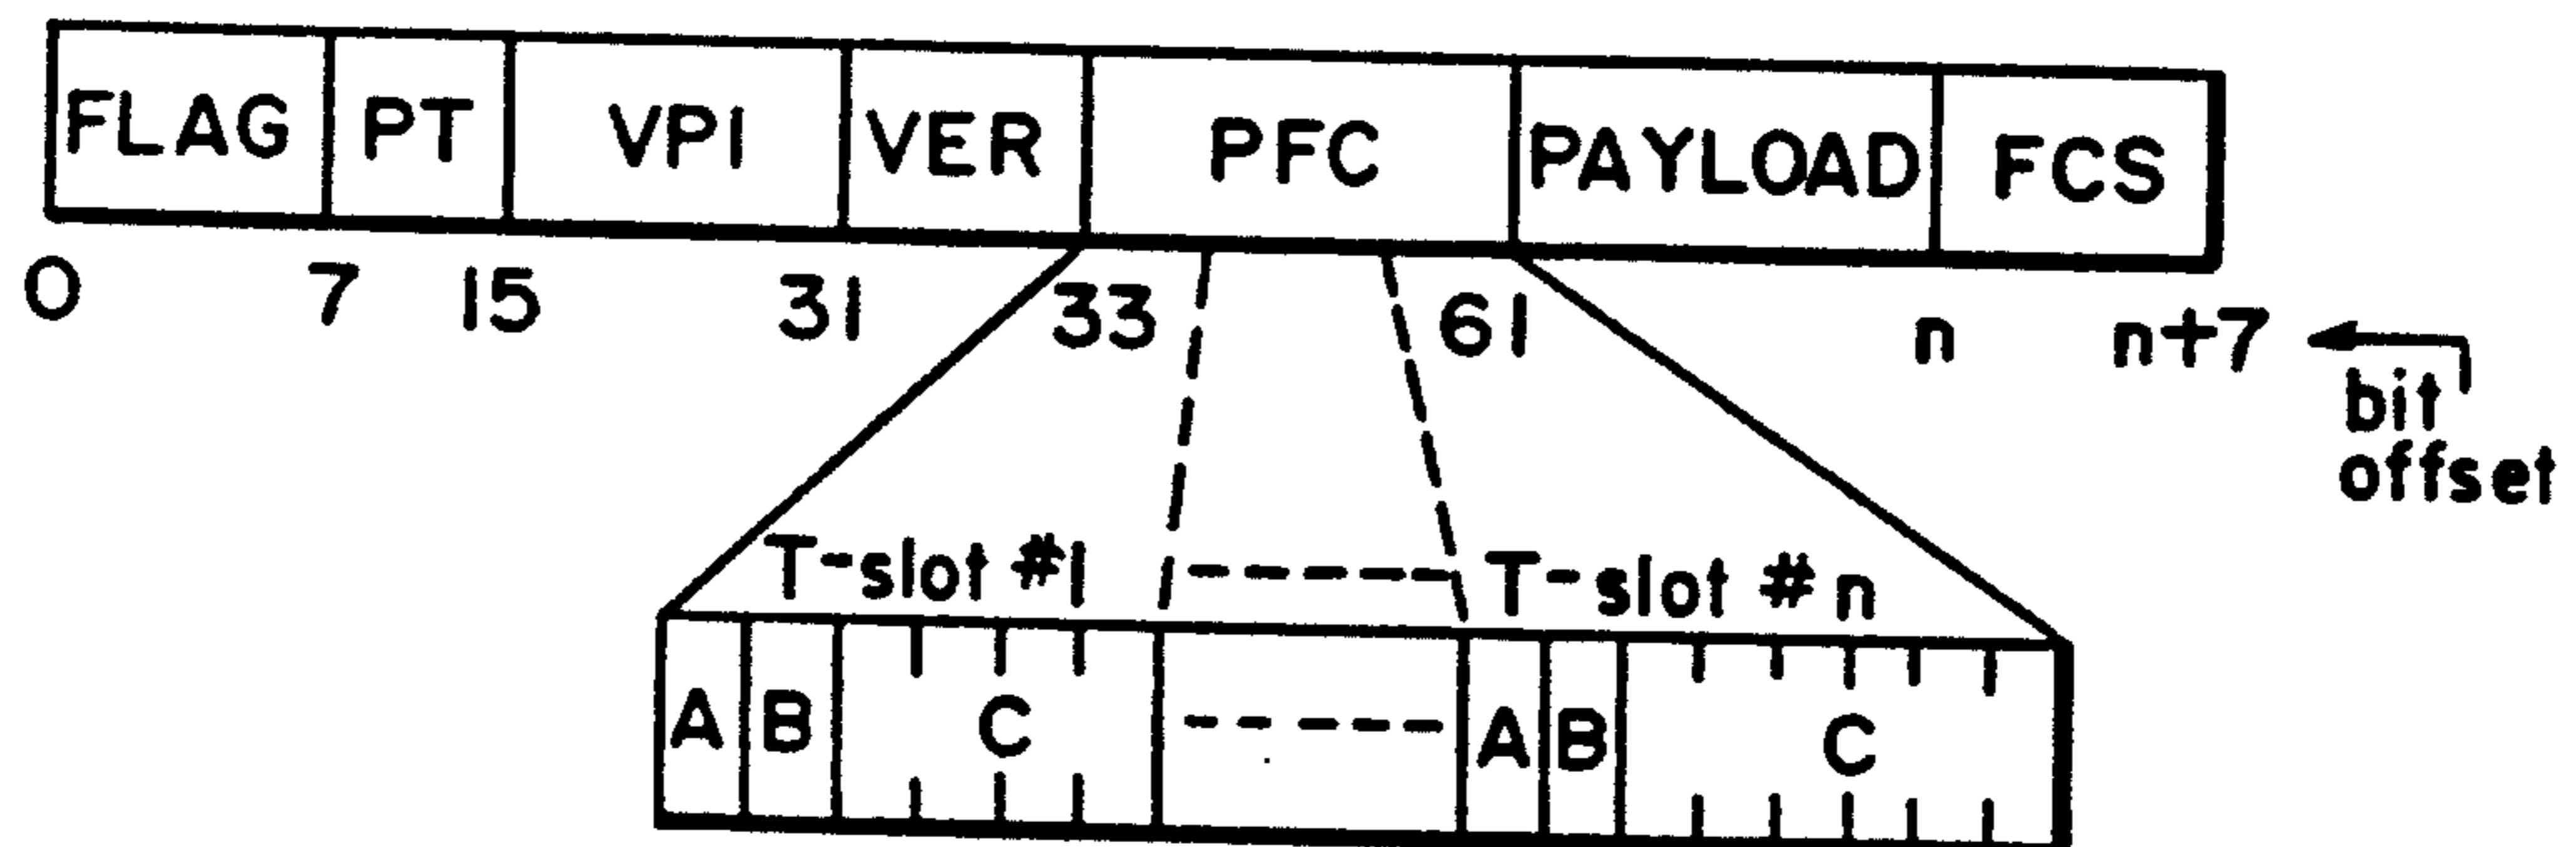 FLAG PT VPI VER PFC PAYLOAD FCS
0 7 15 31 33 61 n n+7
bit
offset
T-slot #1 T-slot #n
A B C A B C